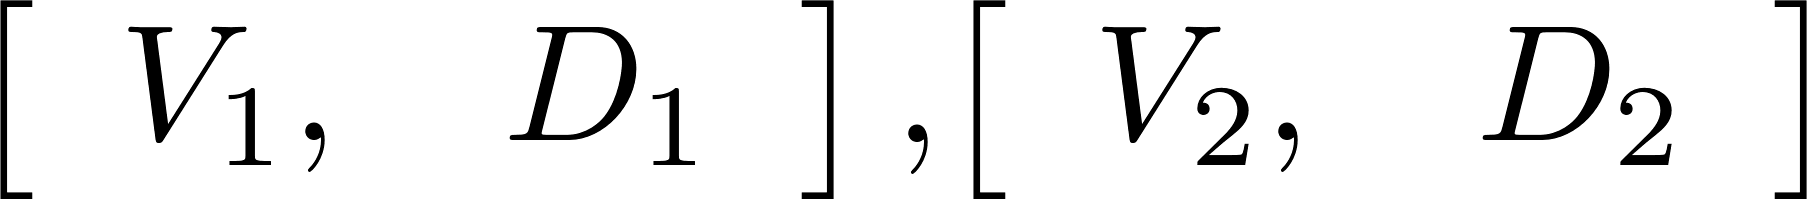 [ V₁, D₁ ] , [ V₂, D₂ ]